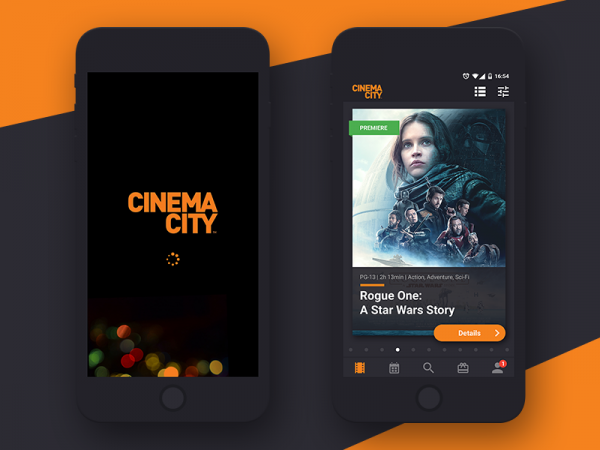 CINEMA
CITY™
16:54
CINEMA
CITY
PREMIERE
PG-13 | 2h 13min | Action, Adventure, Sci-Fi
Rogue One:
A Star Wars Story
Details
1